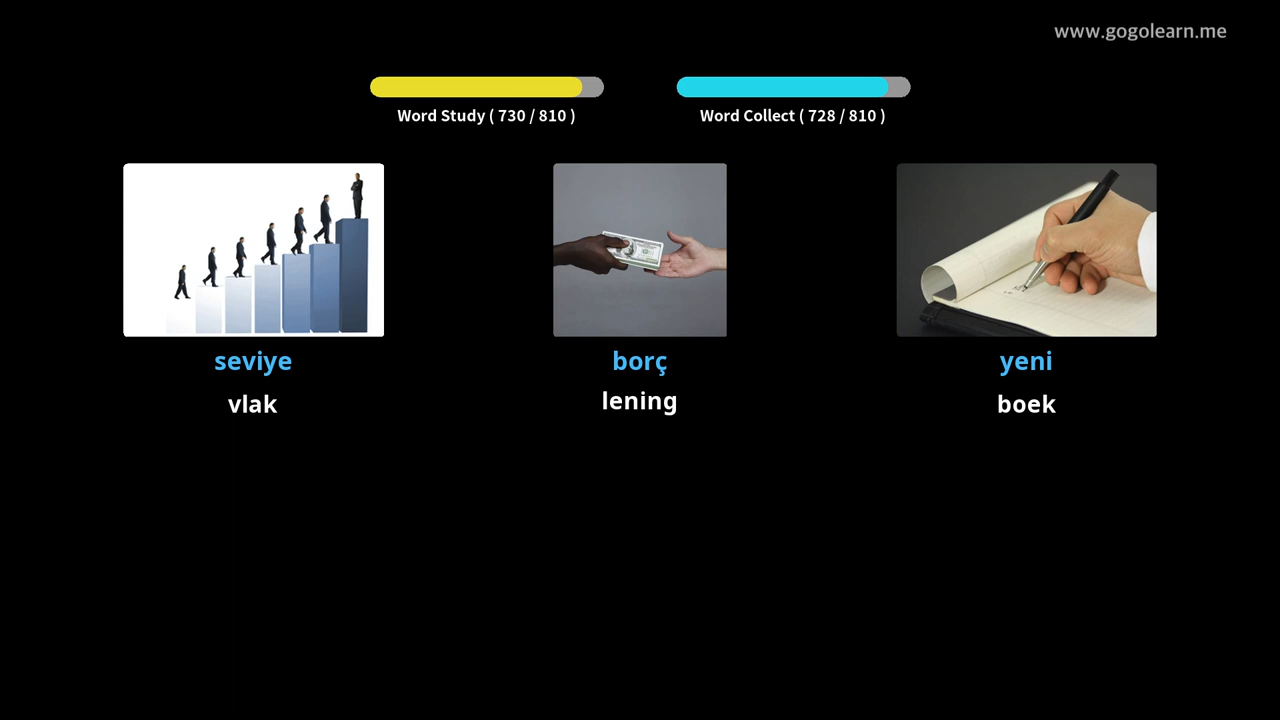 www.gogolearn.me
Word Study ( 730 / 810 )
Word Collect ( 728 / 810 )
seviye
borç
yeni
vlak
lening
boek